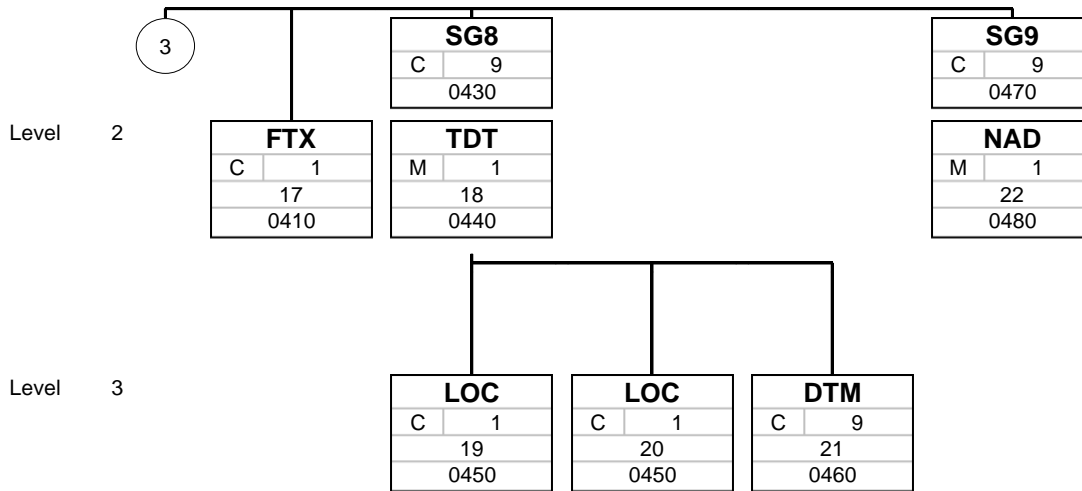 3
SG8
C 9
0430
SG9
C 9
0470
Level 2
FTX
C 1
17
0410
TDT
M 1
18
0440
NAD
M 1
22
0480
Level 3
LOC
C 1
19
0450
LOC
C 1
20
0450
DTM
C 9
21
0460